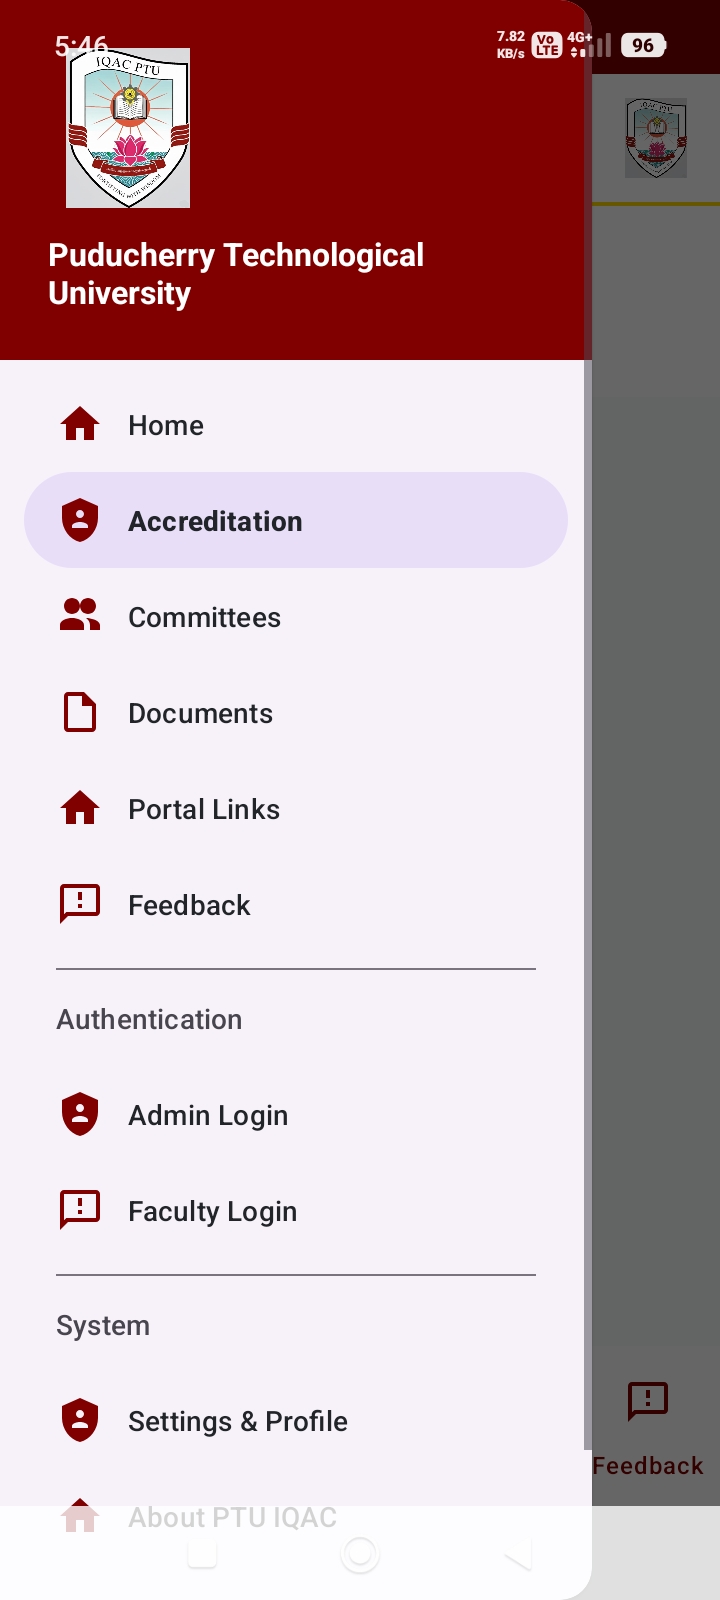 5:46
7.82
KB/s
Vo
LTE
4G+
96
IQAC PTU
Puducherry Technological
University
Home
Accreditation
Committees
Documents
Portal Links
Feedback
Authentication
Admin Login
Faculty Login
System
Settings & Profile
Feedback
About PTU IQAC